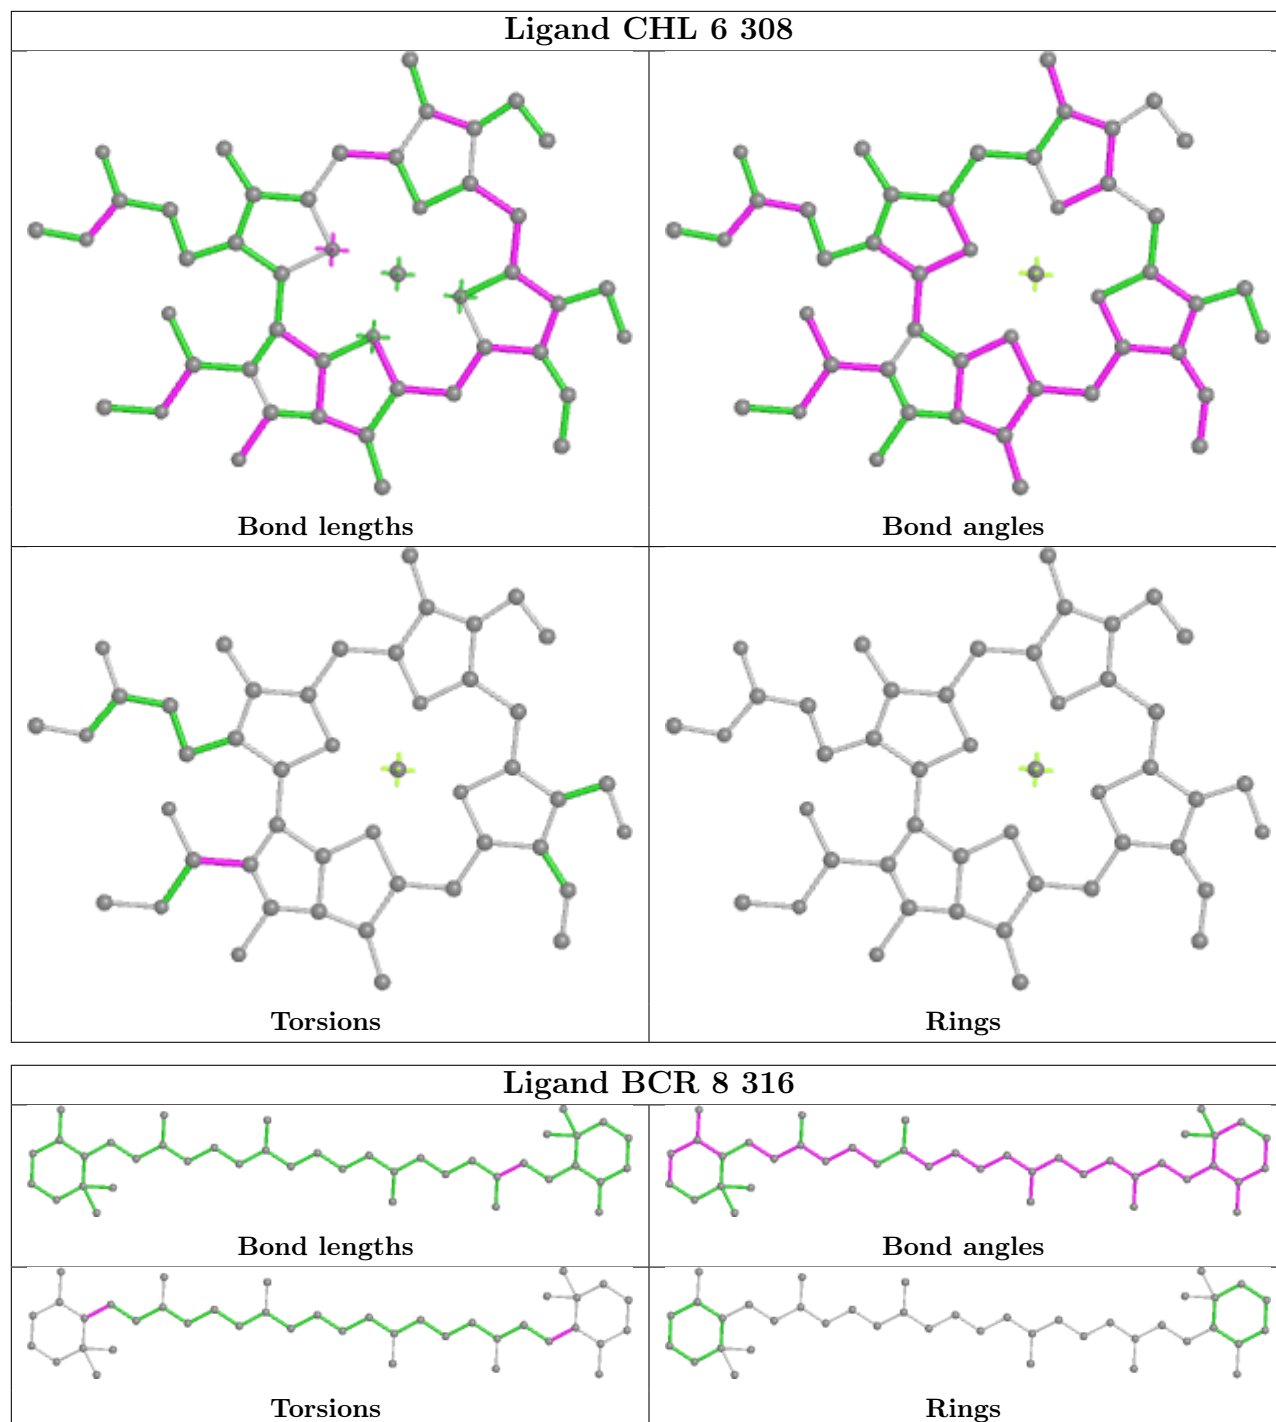 Ligand CHL 6 308
Bond lengths
Bond angles
Torsions
Rings
Ligand BCR 8 316
Bond lengths
Bond angles
Torsions
Rings